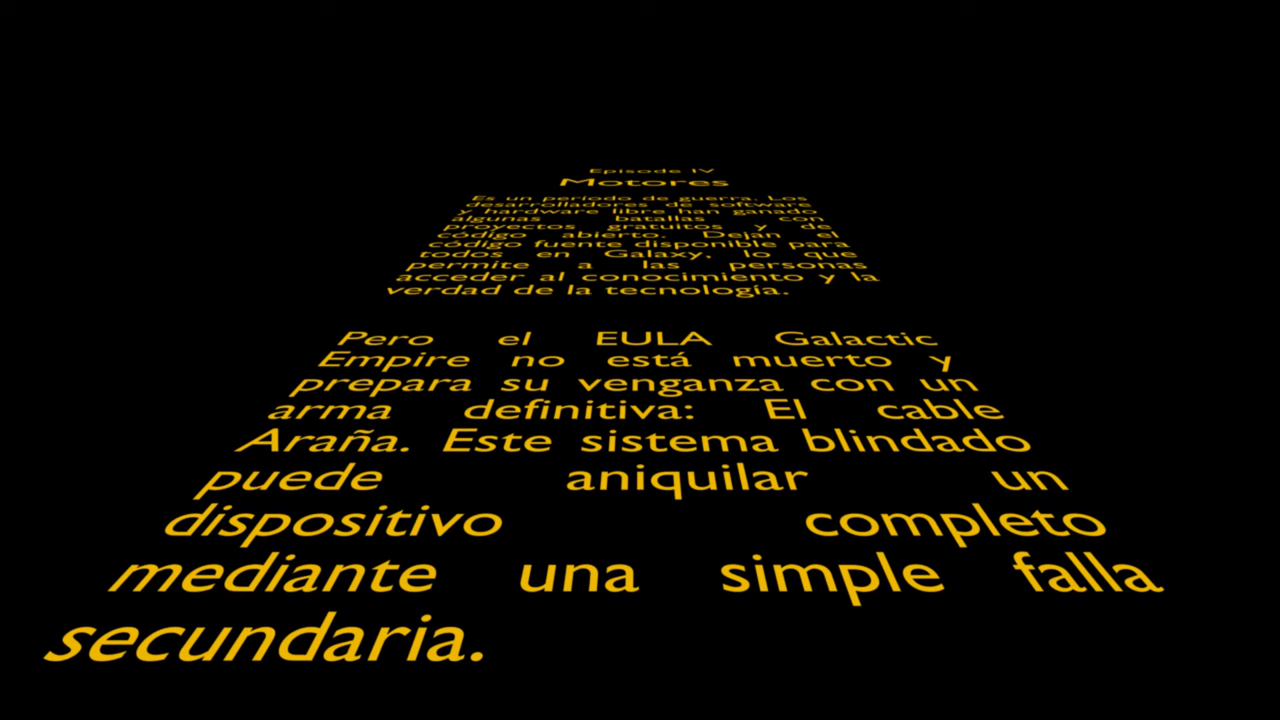 Episode IV
Motores
Es un periodo de guerra. Los
desarrolladores de software
y hardware libre han ganado
algunas batallas con
proyectos gratuitos y de
código abierto. Dejan el
código fuente disponible para
todos en Galaxy, lo que
permite a las personas
acceder al conocimiento y la
verdad de la tecnología.
Pero el EULA Galactic
Empire no está muerto y
prepara su venganza con un
arma definitiva: El cable
Araña. Este sistema blindado
puede aniquilar un
dispositivo completo
mediante una simple falla
secundaria.